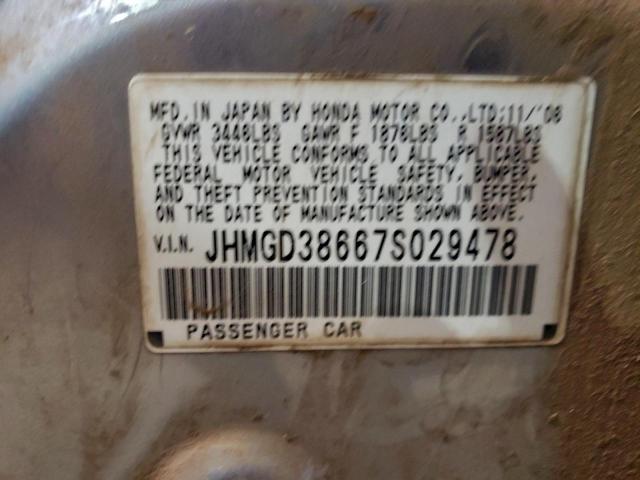 MFD. IN JAPAN BY HONDA MOTOR CO.,LTD:11/'06
GVWR 3446LBS GAWR F 1876LBS R 1587LBS
THIS VEHICLE CONFORMS TO ALL APPLICABLE
FEDERAL MOTOR VEHICLE SAFETY, BUMPER,
AND THEFT PREVENTION STANDARDS IN EFFECT
ON THE DATE OF MANUFACTURE SHOWN ABOVE.
V.I.N. JHMGD38667S029478
PASSENGER CAR